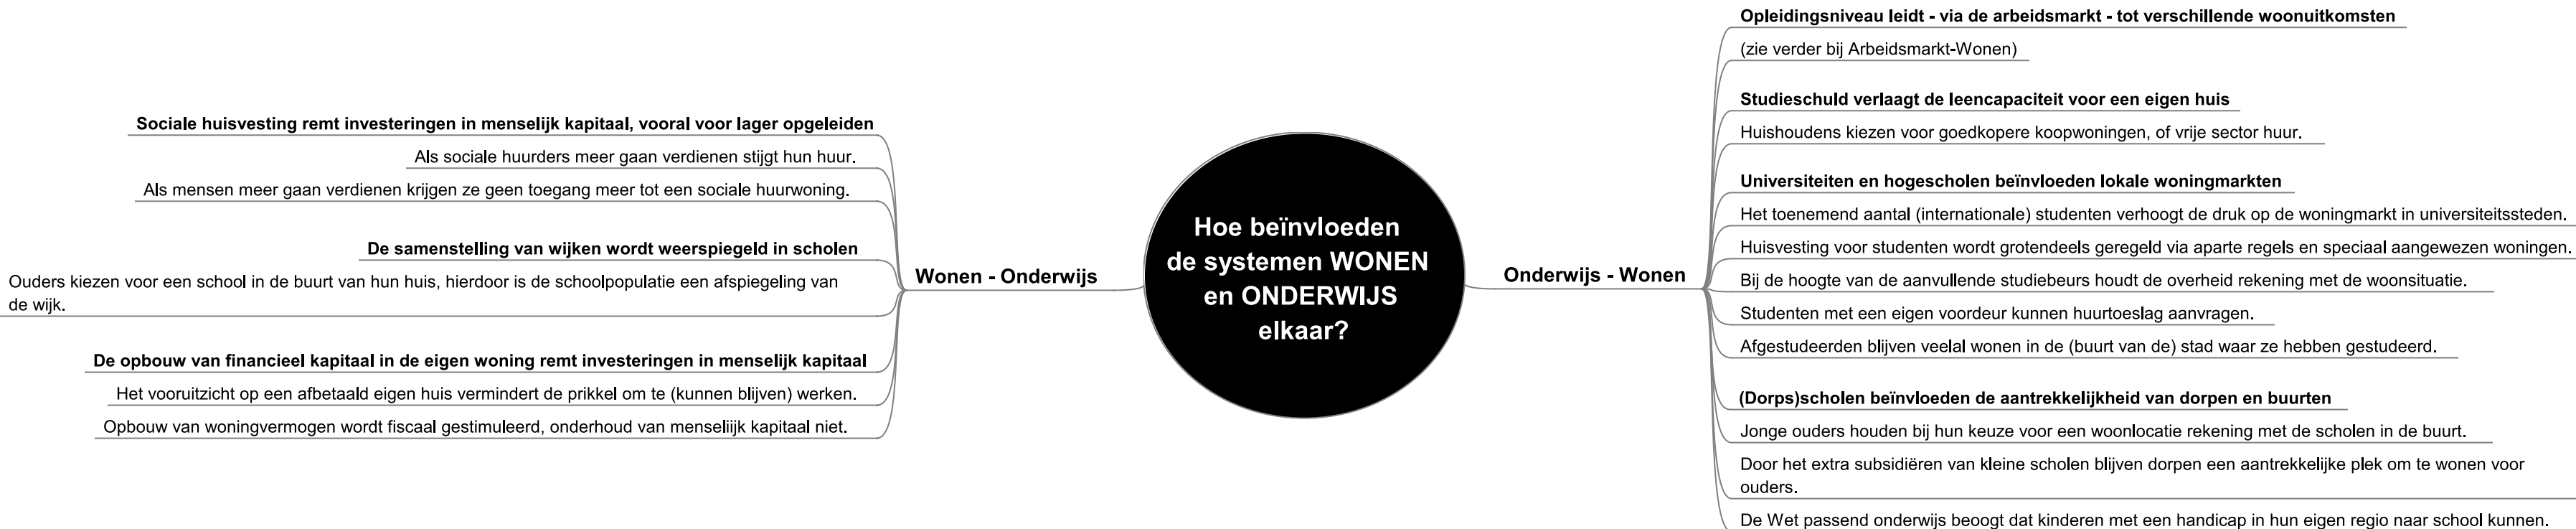 Sociale huisvesting remt investeringen in menselijk kapitaal, vooral voor lager opgeleiden
Als sociale huurders meer gaan verdienen stijgt hun huur.
Als mensen meer gaan verdienen krijgen ze geen toegang meer tot een sociale huurwoning.
De samenstelling van wijken wordt weerspiegeld in scholen
Ouders kiezen voor een school in de buurt van hun huis, hierdoor is de schoolpopulatie een afspiegeling van
de wijk.
De opbouw van financieel kapitaal in de eigen woning remt investeringen in menselijk kapitaal
Het vooruitzicht op een afbetaald eigen huis vermindert de prikkel om te (kunnen blijven) werken.
Opbouw van woningvermogen wordt fiscaal gestimuleerd, onderhoud van menseliijk kapitaal niet.
Wonen - Onderwijs
Hoe beïnvloeden
de systemen WONEN
en ONDERWIJS
elkaar?
Onderwijs - Wonen
Opleidingsniveau leidt - via de arbeidsmarkt - tot verschillende woonuitkomsten
(zie verder bij Arbeidsmarkt-Wonen)
Studieschuld verlaagt de leencapaciteit voor een eigen huis
Huishoudens kiezen voor goedkopere koopwoningen, of vrije sector huur.
Universiteiten en hogescholen beïnvloeden lokale woningmarkten
Het toenemend aantal (internationale) studenten verhoogt de druk op de woningmarkt in universiteitssteden.
Huisvesting voor studenten wordt grotendeels geregeld via aparte regels en speciaal aangewezen woningen.
Bij de hoogte van de aanvullende studiebeurs houdt de overheid rekening met de woonsituatie.
Studenten met een eigen voordeur kunnen huurtoeslag aanvragen.
Afgestudeerden blijven veelal wonen in de (buurt van de) stad waar ze hebben gestudeerd.
(Dorps)scholen beïnvloeden de aantrekkelijkheid van dorpen en buurten
Jonge ouders houden bij hun keuze voor een woonlocatie rekening met de scholen in de buurt.
Door het extra subsidiëren van kleine scholen blijven dorpen een aantrekkelijke plek om te wonen voor
ouders.
De Wet passend onderwijs beoogt dat kinderen met een handicap in hun eigen regio naar school kunnen.